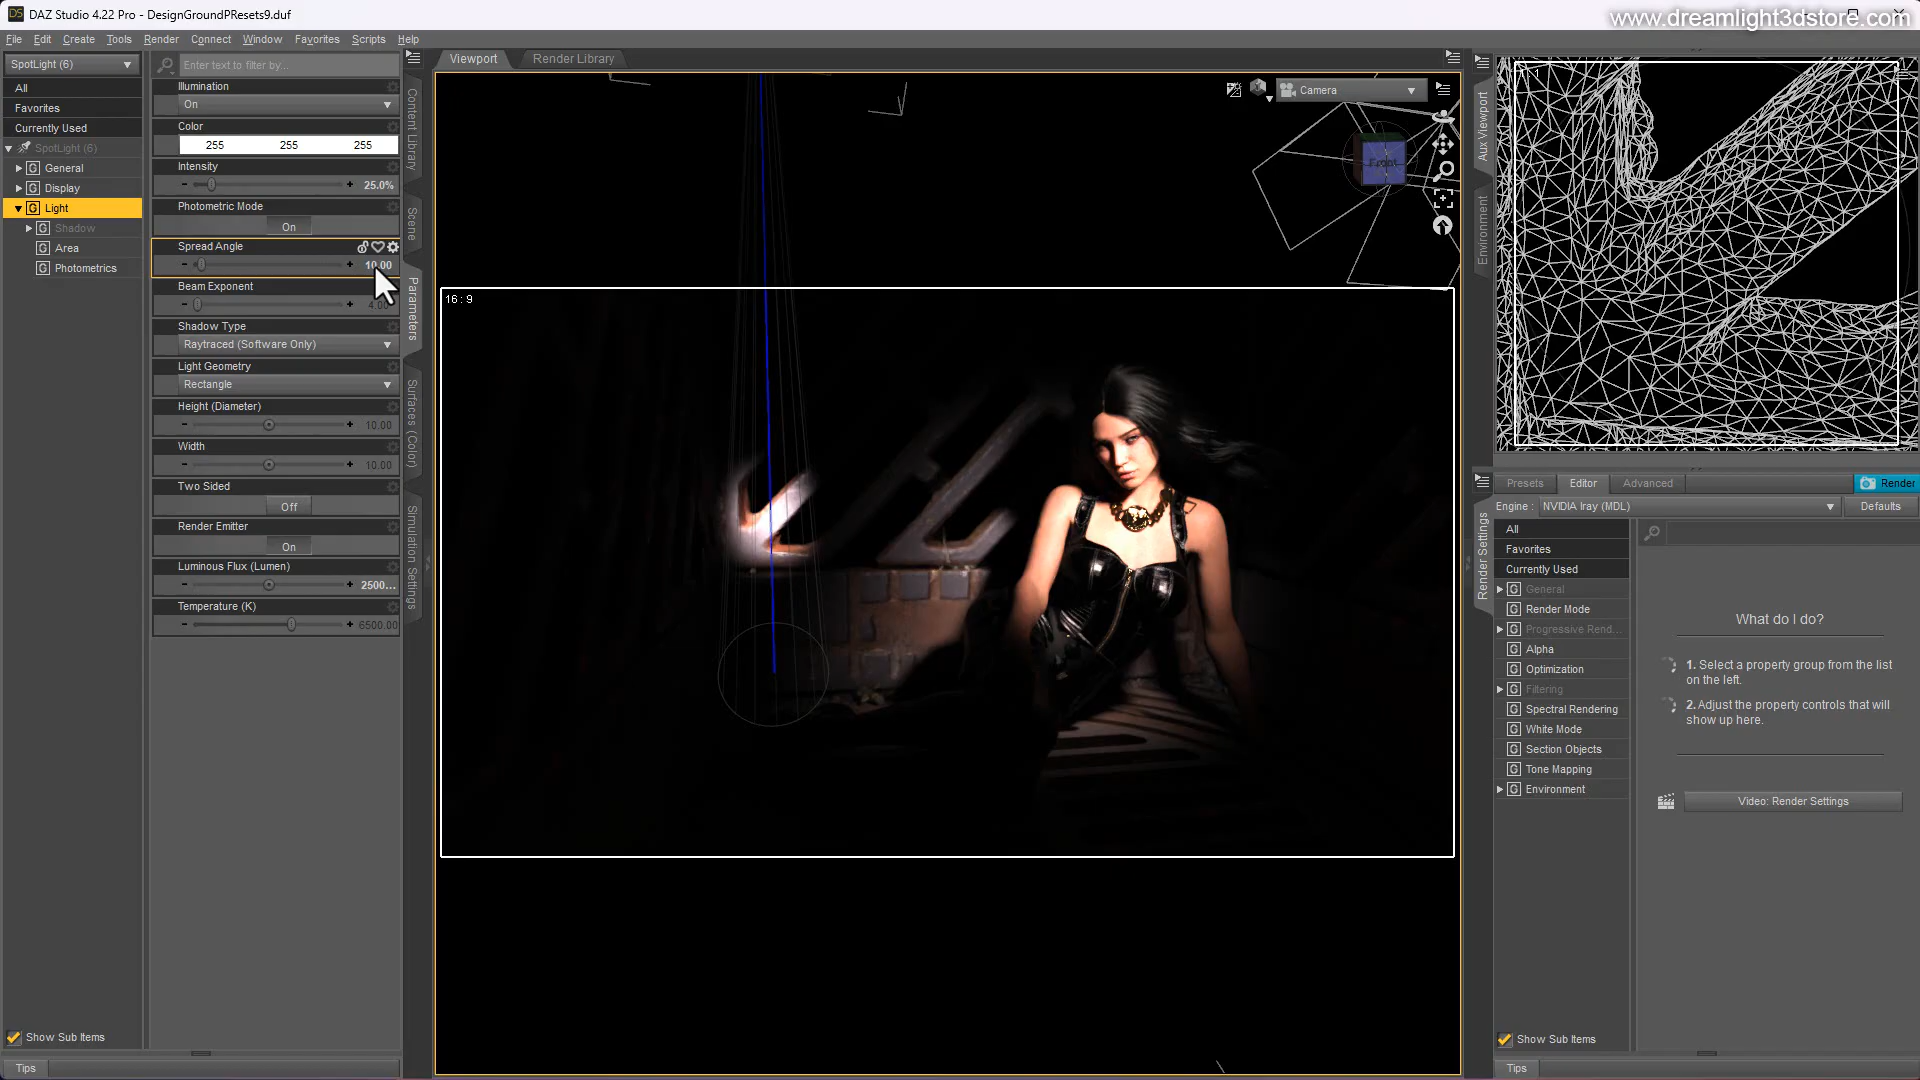 DAZ Studio 4.22 Pro - DesignGroundPResets9.duf
www.dreamlight3dstore.com
File Edit Create Tools Render Connect Window Favorites Scripts Help
SpotLight (6)
All
Favorites
Currently Used
SpotLight (6)
General
Display
Light
Shadow
Area
Photometrics
Show Sub Items
Tips
Enter text to filter by...
Illumination
On
Color
255 255 255
Intensity
25.0%
Photometric Mode
On
Spread Angle
10.00
Beam Exponent
4.00
Shadow Type
Raytraced (Software Only)
Light Geometry
Rectangle
Height (Diameter)
10.00
Width
10.00
Two Sided
Off
Render Emitter
On
Luminous Flux (Lumen)
2500...
Temperature (K)
6500.00
Content Library
Scene
Parameters
Surfaces (Color)
Simulation Settings
Viewport Render Library
Camera
Front
16 : 9
Aux Viewport
Environment
Render Settings
Presets Editor Advanced Render
Engine : NVIDIA Iray (MDL) Defaults
All
Favorites
Currently Used
General
Render Mode
Progressive Rend...
Alpha
Optimization
Filtering
Spectral Rendering
White Mode
Section Objects
Tone Mapping
Environment
What do I do?
1. Select a property group from the list
on the left.
2. Adjust the property controls that will
show up here.
Video: Render Settings
Show Sub Items
Tips